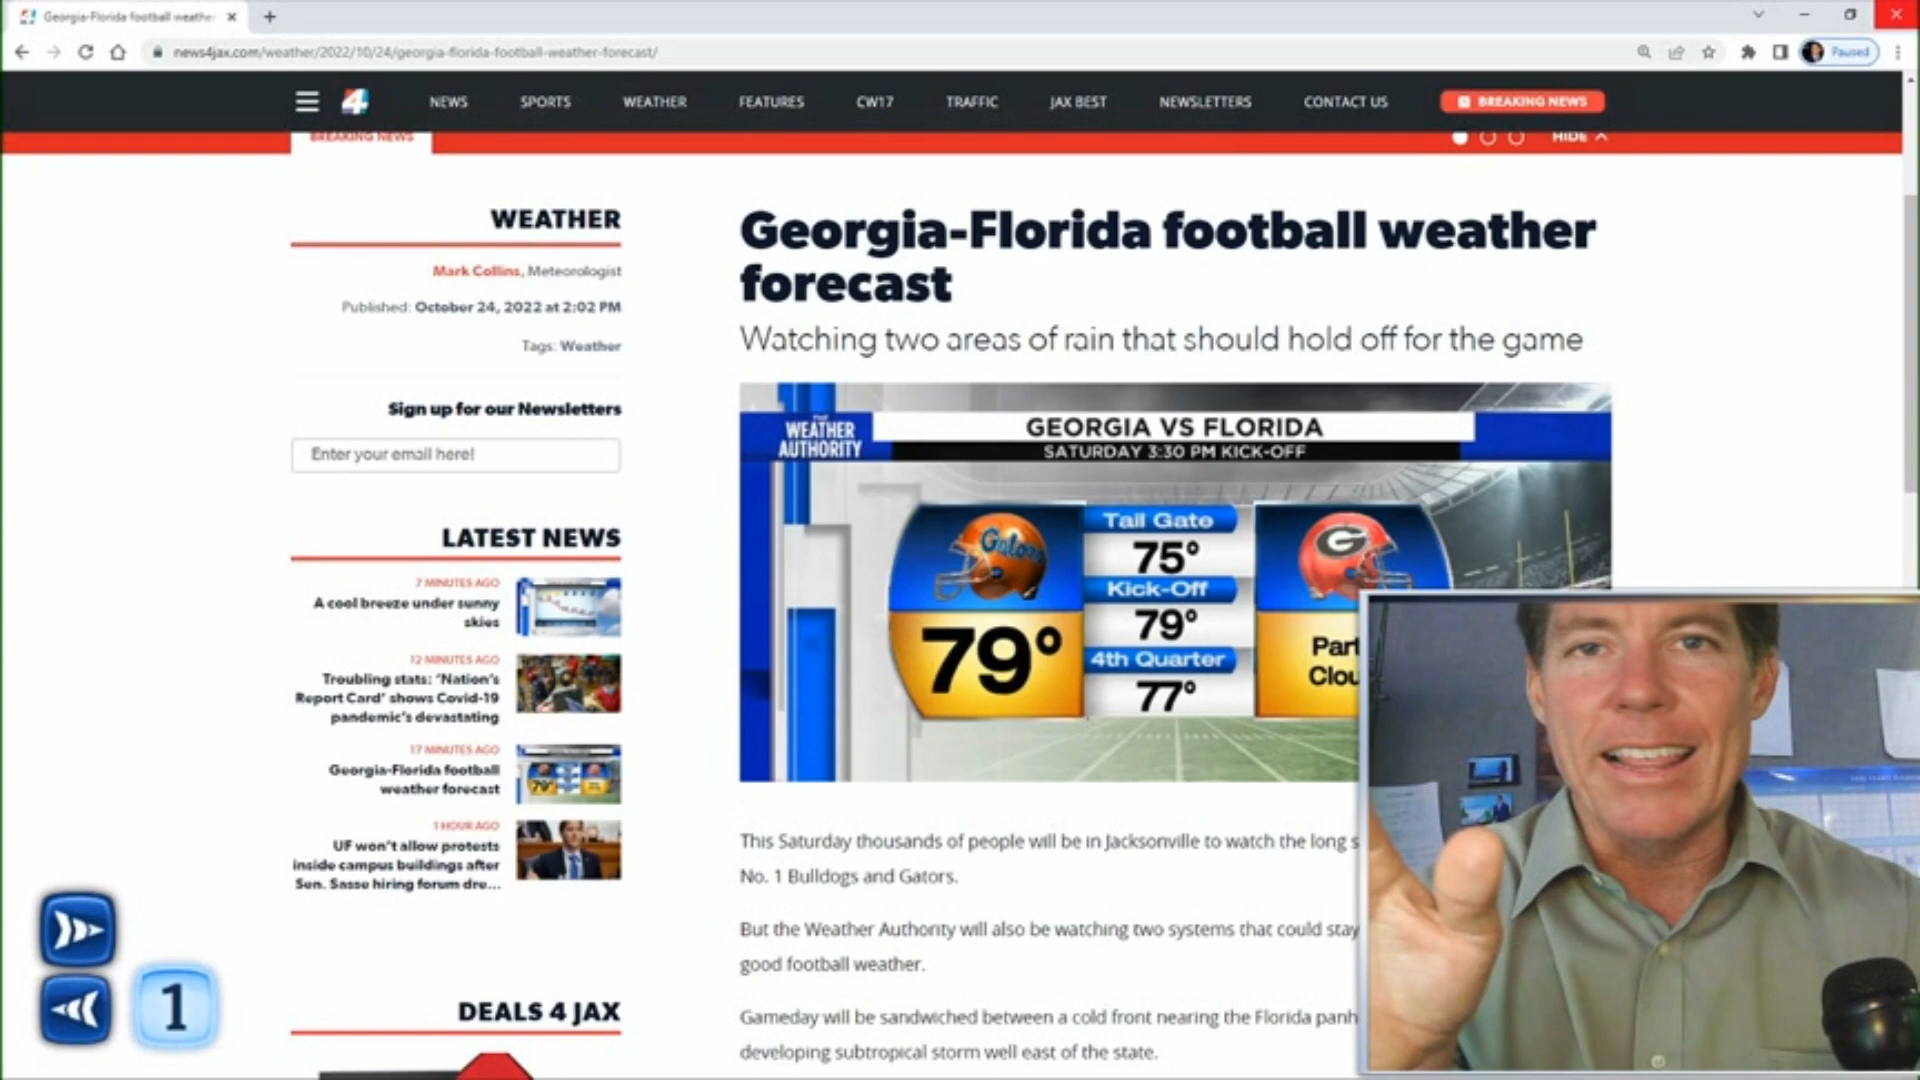 Georgia-Florida football weathe
news4jax.com/weather/2022/10/24/georgia-florida-football-weather-forecast/
Paused
4
NEWS
SPORTS
WEATHER
FEATURES
CW17
TRAFFIC
JAX BEST
NEWSLETTERS
CONTACT US
BREAKING NEWS
BREAKING NEWS
HIDE
WEATHER
Mark Collins, Meteorologist
Published: October 24, 2022 at 2:02 PM
Tags: Weather
Sign up for our Newsletters
Enter your email here!
LATEST NEWS
7 MINUTES AGO
A cool breeze under sunny
skies
12 MINUTES AGO
Troubling stats: ‘Nation’s
Report Card’ shows Covid-19
pandemic’s devastating
17 MINUTES AGO
Georgia-Florida football
weather forecast
1 HOUR AGO
UF won’t allow protests
inside campus buildings after
Sen. Sasse hiring forum dre...
DEALS 4 JAX
1
Georgia-Florida football weather
forecast
Watching two areas of rain that should hold off for the game
THE
WEATHER
AUTHORITY
GEORGIA VS FLORIDA
SATURDAY 3:30 PM KICK-OFF
Gators
G
Tail Gate
75°
Kick-Off
79°
4th Quarter
77°
79°
Part
Clou
This Saturday thousands of people will be in Jacksonville to watch the long s
No. 1 Bulldogs and Gators.
But the Weather Authority will also be watching two systems that could stay
good football weather.
Gameday will be sandwiched between a cold front nearing the Florida panh
developing subtropical storm well east of the state.